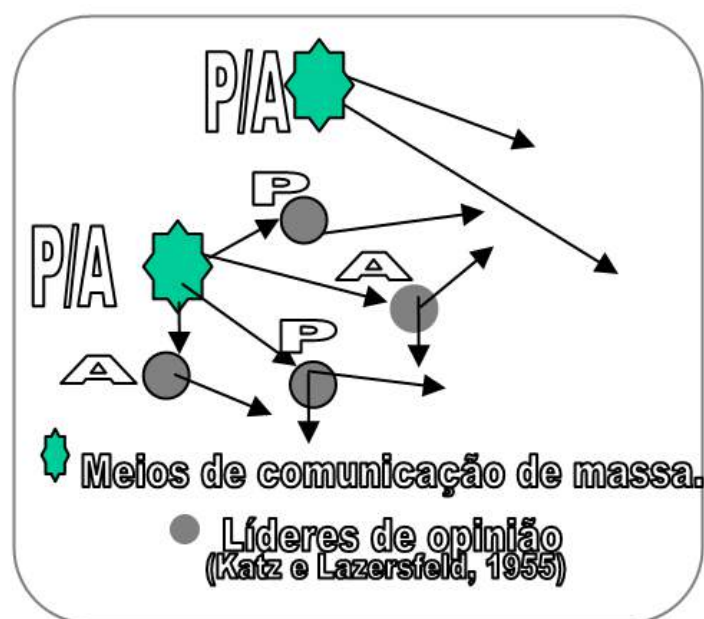 P/A
P
P/A
A
P
A
Meios de comunicação de massa.
Líderes de opinião
(Katz e Lazersfeld, 1955)